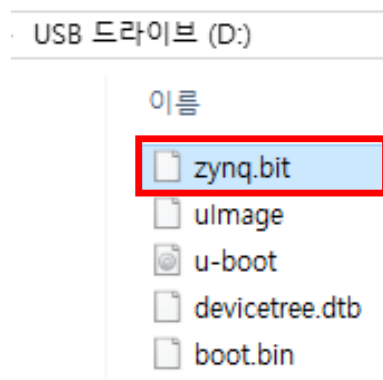 USB 드라이브 (D:)
이름
zynq.bit
uImage
u-boot
devicetree.dtb
boot.bin